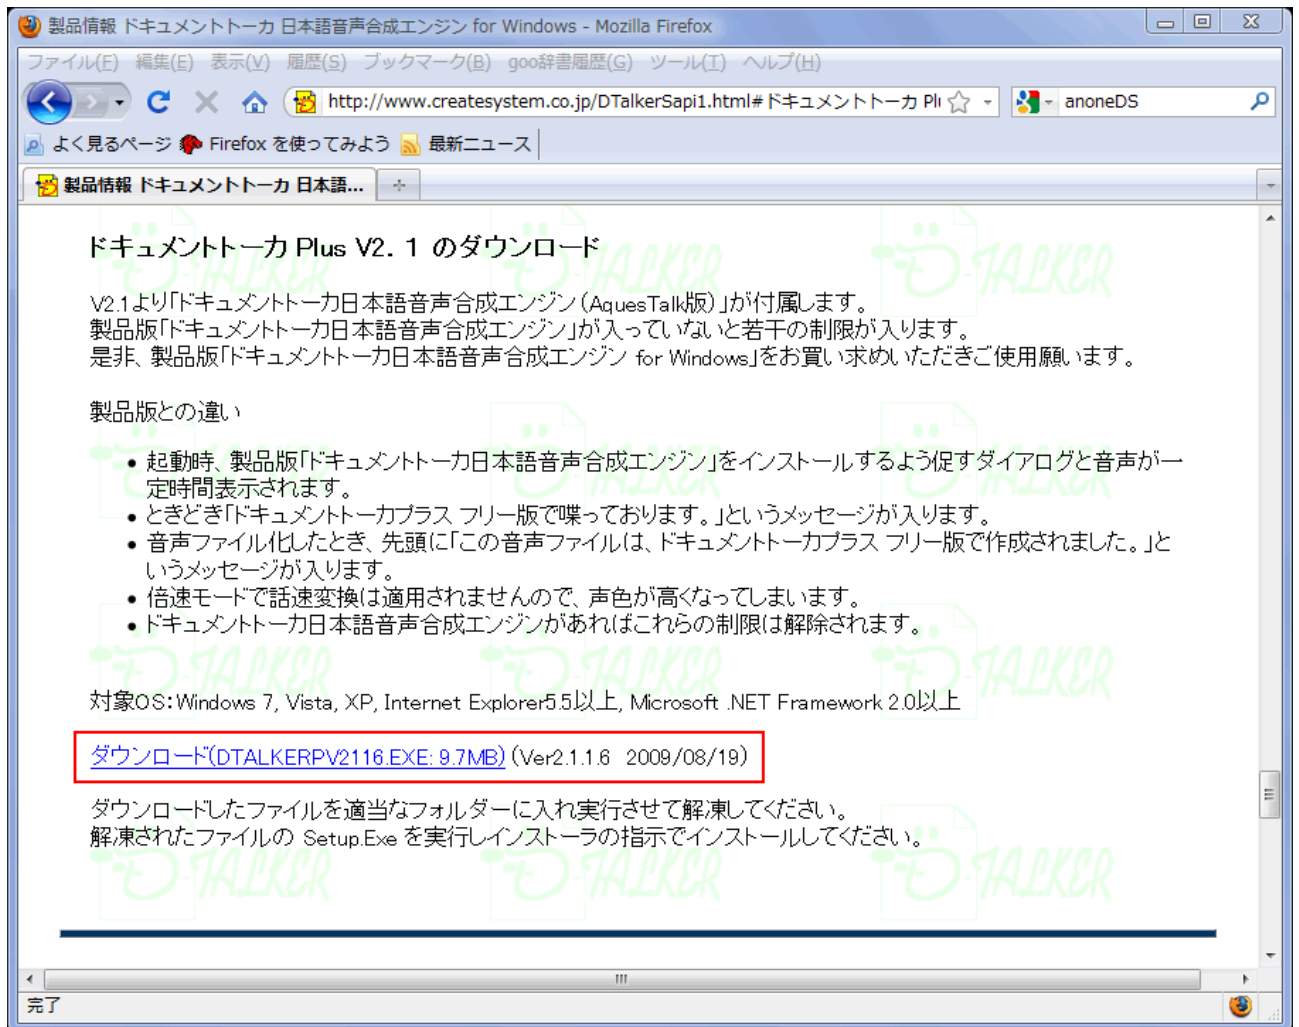 製品情報 ドキュメントトーカ 日本語音声合成エンジン for Windows - Mozilla Firefox
ファイル(F) 編集(E) 表示(V) 履歴(S) ブックマーク(B) goo辞書履歴(G) ツール(T) ヘルプ(H)
http://www.createsystem.co.jp/DTalkerSapi1.html#ドキュメントトーカ Plu anoneDS
よく見るページ Firefox を使ってみよう 最新ニュース
製品情報 ドキュメントトーカ 日本語...
ドキュメントトーカ Plus V2. 1 のダウンロード
V2.1より「ドキュメントトーカ日本語音声合成エンジン(AquesTalk版)」が付属します。
製品版「ドキュメントトーカ日本語音声合成エンジン」が入っていないと若干の制限が入ります。
是非、製品版「ドキュメントトーカ日本語音声合成エンジン for Windows」をお買い求めいただきご使用願います。
製品版との違い
• 起動時、製品版「ドキュメントトーカ日本語音声合成エンジン」をインストールするよう促すダイアログと音声が一
定時間表示されます。
• ときどき「ドキュメントトーカプラス フリー版で喋っております。」というメッセージが入ります。
• 音声ファイル化したとき、先頭に「この音声ファイルは、ドキュメントトーカプラス フリー版で作成されました。」と
いうメッセージが入ります。
• 倍速モードで話速変換は適用されませんので、声色が高くなってしまいます。
• ドキュメントトーカ日本語音声合成エンジンがあればこれらの制限は解除されます。
対象OS:Windows 7, Vista, XP, Internet Explorer5.5以上, Microsoft .NET Framework 2.0以上
ダウンロード(DTALKERPV2116.EXE: 9.7MB) (Ver2.1.1.6 2009/08/19)
ダウンロードしたファイルを適当なフォルダーに入れ実行させて解凍してください。
解凍されたファイルの Setup.Exe を実行しインストーラの指示でインストールしてください。
完了